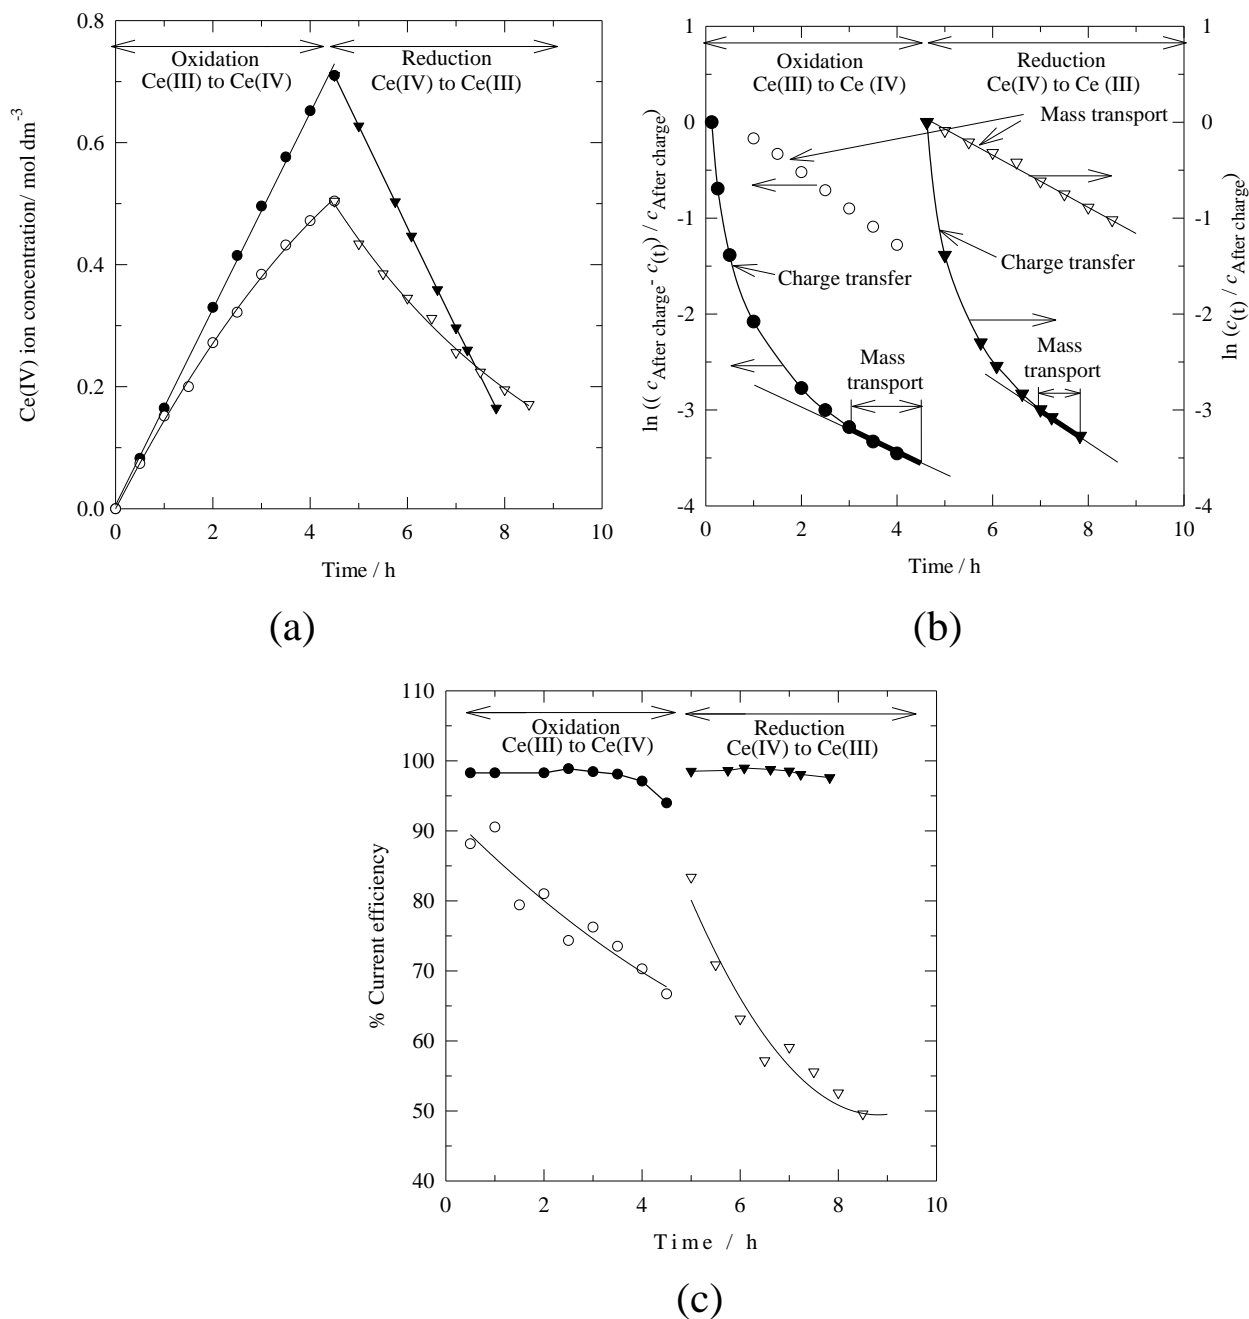 0.8
0.6
0.4
0.2
0.0
Ce(IV) ion concentration/ mol dm-3
Oxidation
Ce(III) to Ce(IV)
Reduction
Ce(IV) to Ce(III)
0 2 4 6 8 10
Time / h
(a)
1
0
-1
-2
-3
-4
ln (( c After charge - c (t)) / c After charge)
Oxidation
Ce(III) to Ce (IV)
Reduction
Ce(IV) to Ce (III)
Mass transport
Charge transfer
Charge transfer
Mass
transport
Mass
transport
1
0
-1
-2
-3
-4
ln (c(t) / c After charge)
0 2 4 6 8 10
Time / h
(b)
110
100
90
80
70
60
50
40
% Current efficiency
Oxidation
Ce(III) to Ce(IV)
Reduction
Ce(IV) to Ce(III)
0 2 4 6 8 10
Time / h
(c)